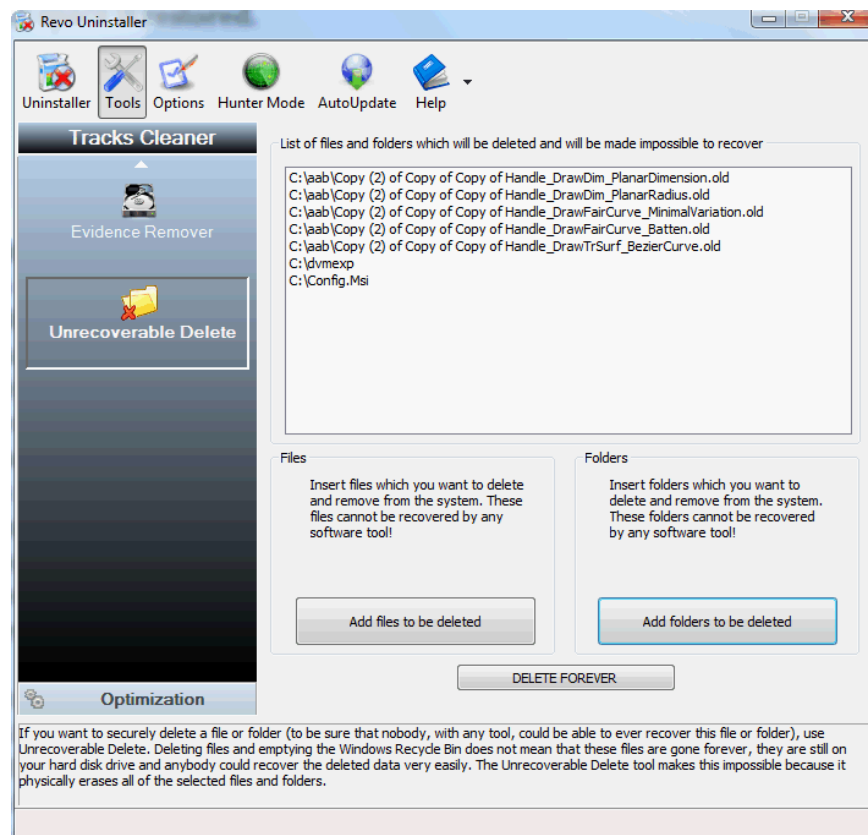 Revo Uninstaller
Uninstaller Tools Options Hunter Mode AutoUpdate Help
Tracks Cleaner
Evidence Remover
Unrecoverable Delete
Optimization
List of files and folders which will be deleted and will be made impossible to recover
C:\aab\Copy (2) of Copy of Copy of Handle_DrawDim_PlanarDimension.old
C:\aab\Copy (2) of Copy of Copy of Handle_DrawDim_PlanarRadius.old
C:\aab\Copy (2) of Copy of Copy of Handle_DrawFairCurve_MinimalVariation.old
C:\aab\Copy (2) of Copy of Copy of Handle_DrawFairCurve_Batten.old
C:\aab\Copy (2) of Copy of Copy of Handle_DrawTrSurf_BezierCurve.old
C:\dvmexp
C:\Config.Msi
Files
Insert files which you want to delete
and remove from the system. These
files cannot be recovered by any
software tool!
Add files to be deleted
Folders
Insert folders which you want to
delete and remove from the system.
These folders cannot be recovered
by any software tool!
Add folders to be deleted
DELETE FOREVER
If you want to securely delete a file or folder (to be sure that nobody, with any tool, could be able to ever recover this file or folder), use
Unrecoverable Delete. Deleting files and emptying the Windows Recycle Bin does not mean that these files are gone forever, they are still on
your hard disk drive and anybody could recover the deleted data very easily. The Unrecoverable Delete tool makes this impossible because it
physically erases all of the selected files and folders.